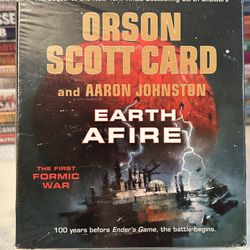 ORSON
SCOTT CARD
and AARON JOHNSTON
EARTH
AFIRE
THE FIRST
FORMIC
WAR
100 years before Ender's Game, the battle begins.